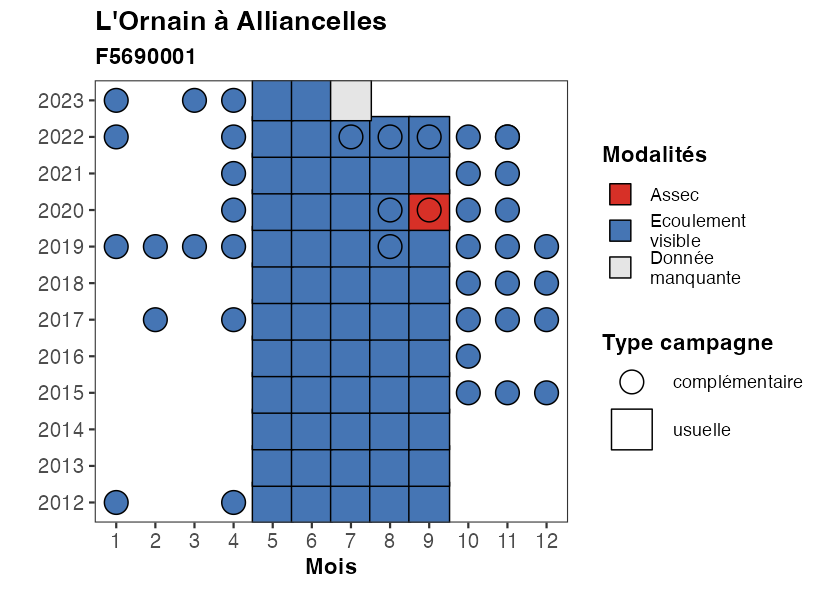 L'Ornain à Alliancelles
F5690001
2023
2022
2021
2020
2019
2018
2017
2016
2015
2014
2013
2012
1 2 3 4 5 6 7 8 9 10 11 12
Mois
Modalités
Assec
Ecoulement
visible
Donnée
manquante
Type campagne
complémentaire
usuelle